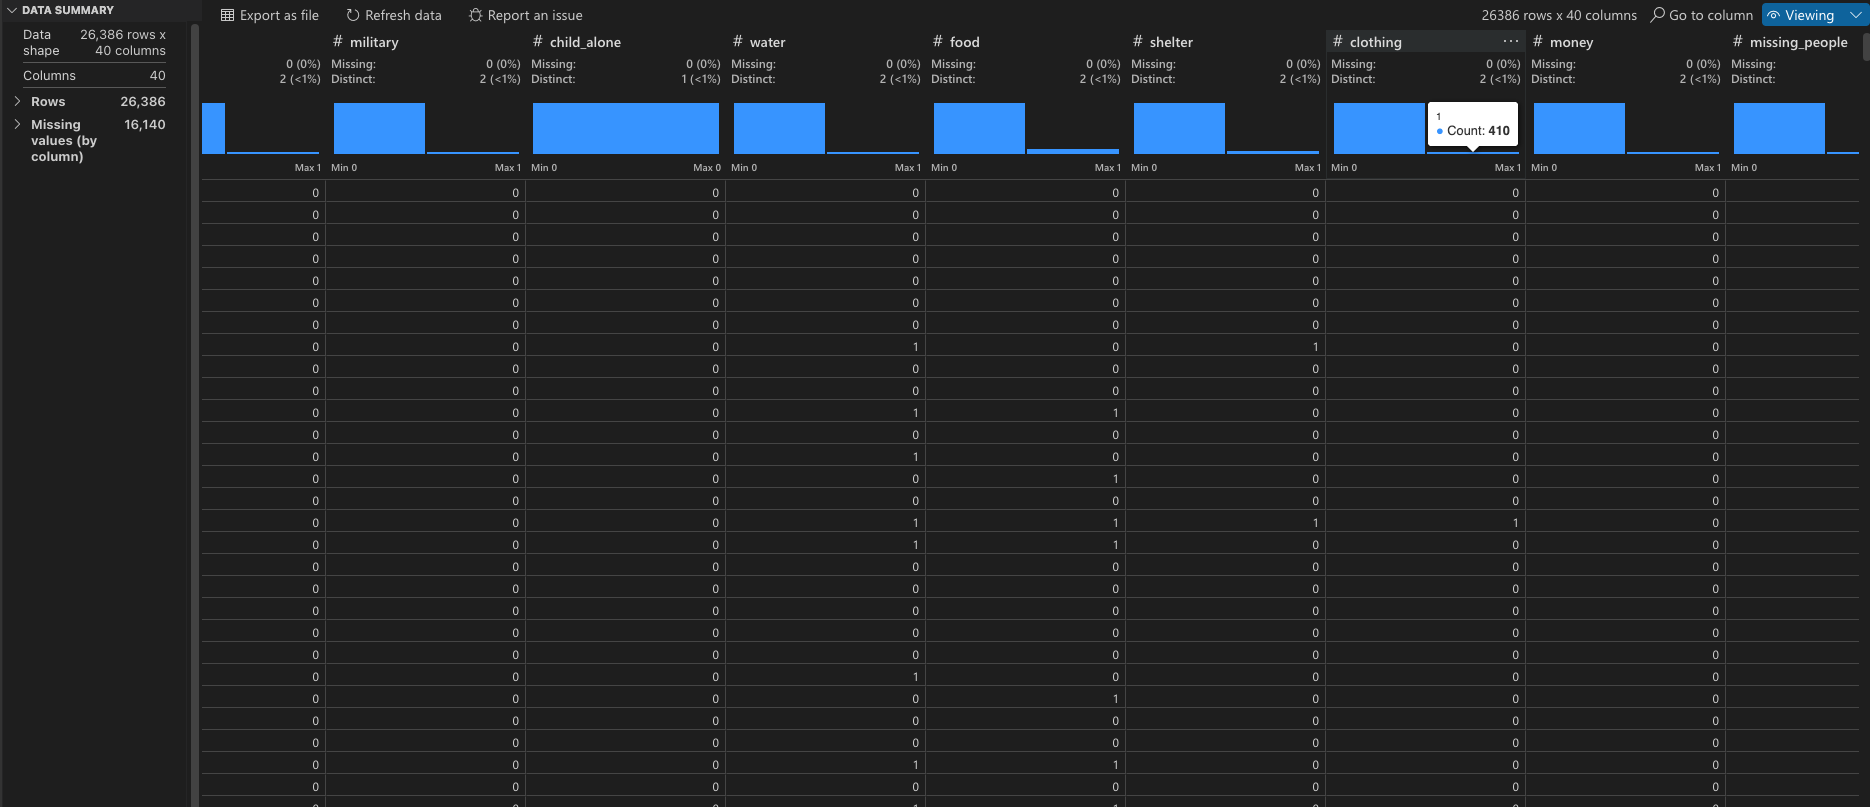 DATA SUMMARY
Export as file Refresh data Report an issue 26386 rows x 40 columns Go to column Viewing
Data shape 26,386 rows x 40 columns
Columns 40
Rows 26,386
Missing values (by column) 16,140
# military # child_alone # water # food # shelter # clothing ··· # money # missing_people
0 (0%) Missing: 0 (0%) Missing: 0 (0%) Missing: 0 (0%) Missing: 0 (0%) Missing: 0 (0%) Missing: 0 (0%) Missing: 0 (0%) Missing:
2 (<1%) Distinct: 2 (<1%) Distinct: 1 (<1%) Distinct: 2 (<1%) Distinct: 2 (<1%) Distinct: 2 (<1%) Distinct: 2 (<1%) Distinct: 2 (<1%) Distinct:
1
Count: 410
Max 1 Min 0 Max 1 Min 0 Max 0 Min 0 Max 1 Min 0 Max 1 Min 0 Max 1 Min 0 Max 1 Min 0 Max 1 Min 0
0 0 0 0 0 0 0 0
0 0 0 0 0 0 0 0
0 0 0 0 0 0 0 0
0 0 0 0 0 0 0 0
0 0 0 0 0 0 0 0
0 0 0 0 0 0 0 0
0 0 0 0 0 0 0 0
0 0 0 1 0 1 0 0
0 0 0 0 0 0 0 0
0 0 0 0 0 0 0 0
0 0 0 1 1 0 0 0
0 0 0 0 0 0 0 0
0 0 0 1 0 0 0 0
0 0 0 0 1 0 0 0
0 0 0 0 0 0 0 0
0 0 0 1 1 1 1 0
0 0 0 1 1 0 0 0
0 0 0 0 0 0 0 0
0 0 0 0 0 0 0 0
0 0 0 0 0 0 0 0
0 0 0 0 0 0 0 0
0 0 0 0 0 0 0 0
0 0 0 1 0 0 0 0
0 0 0 0 1 0 0 0
0 0 0 0 0 0 0 0
0 0 0 0 0 0 0 0
0 0 0 1 1 0 0 0
0 0 0 0 0 0 0 0